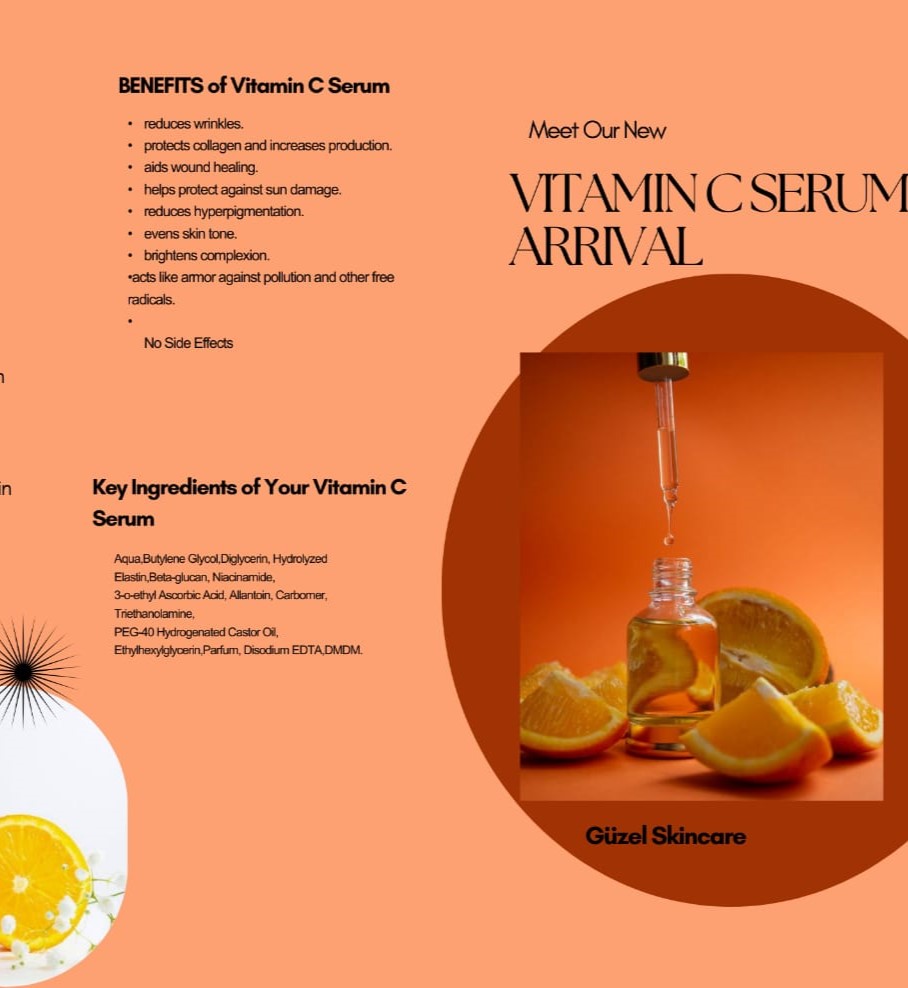 BENEFITS of Vitamin C Serum
• reduces wrinkles.
• protects collagen and increases production.
• aids wound healing.
• helps protect against sun damage.
• reduces hyperpigmentation.
• evens skin tone.
• brightens complexion.
•acts like armor against pollution and other free
radicals.
•
No Side Effects
n
in
Key Ingredients of Your Vitamin C
Serum
Aqua,Butylene Glycol,Diglycerin, Hydrolyzed
Elastin,Beta-glucan, Niacinamide,
3-o-ethyl Ascorbic Acid, Allantoin, Carbomer,
Triethanolamine,
PEG-40 Hydrogenated Castor Oil,
Ethylhexylglycerin,Parfum, Disodium EDTA,DMDM.
Meet Our New
VITAMIN C SERUM
ARRIVAL
Güzel Skincare